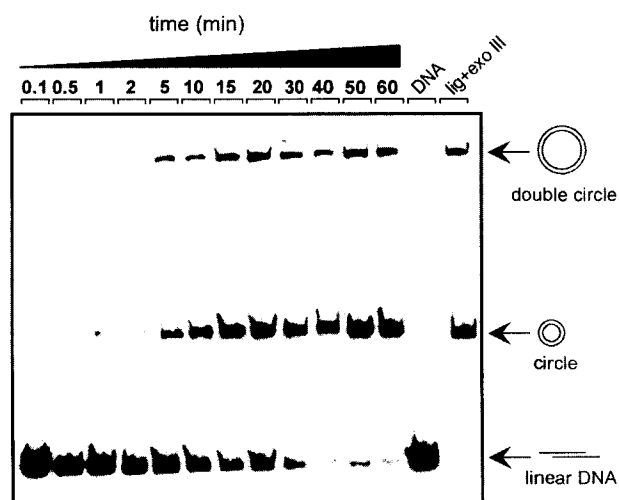 time (min)
0.1 0.5 1 2 5 10 15 20 30 40 50 60 DNA lig+exo III
double circle
circle
linear DNA